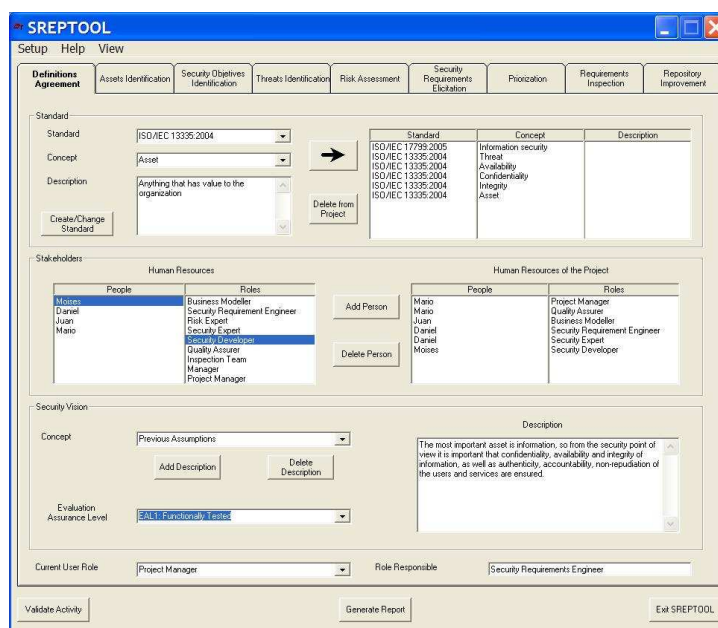 SREPTOOL
Setup Help View
Definitions Agreement
Assets Identification
Security Objetives Identification
Threats Identification
Risk Assessment
Security Requirements Elicitation
Priorization
Requirements Inspection
Repository Improvement
Standard
Standard
ISO/IEC 13335:2004
Concept
Asset
Description
Anything that has value to the
organization
Create/Change
Standard
Delete from
Project
Standard Concept Description
ISO/IEC 17799:2005 Information security
ISO/IEC 13335:2004 Threat
ISO/IEC 13335:2004 Availability
ISO/IEC 13335:2004 Confidentiality
ISO/IEC 13335:2004 Integrity
ISO/IEC 13335:2004 Asset
Stakeholders
Human Resources
People Roles
Moises Business Modeller
Daniel Security Requirement Engineer
Juan Risk Expert
Mario Security Expert
Security Developer
Quality Assurer
Inspection Team
Manager
Project Manager
Add Person
Delete Person
Human Resources of the Project
People Roles
Mario Project Manager
Mario Quality Assurer
Juan Business Modeller
Daniel Security Requirement Engineer
Daniel Security Expert
Moises Security Developer
Security Vision
Concept
Previous Assumptions
Add Description
Delete
Description
Evaluation
Assurance Level
EAL1: Functionally Tested
Description
The most important asset is information, so from the security point of
view it is important that confidentiality, availability and integrity of
information, as well as authenticity, accountability, non-repudiation of
the users and services are ensured.
Current User Role
Project Manager
Role Responsible
Security Requirements Engineer
Validate Activity
Generate Report
Exit SREPTOOL